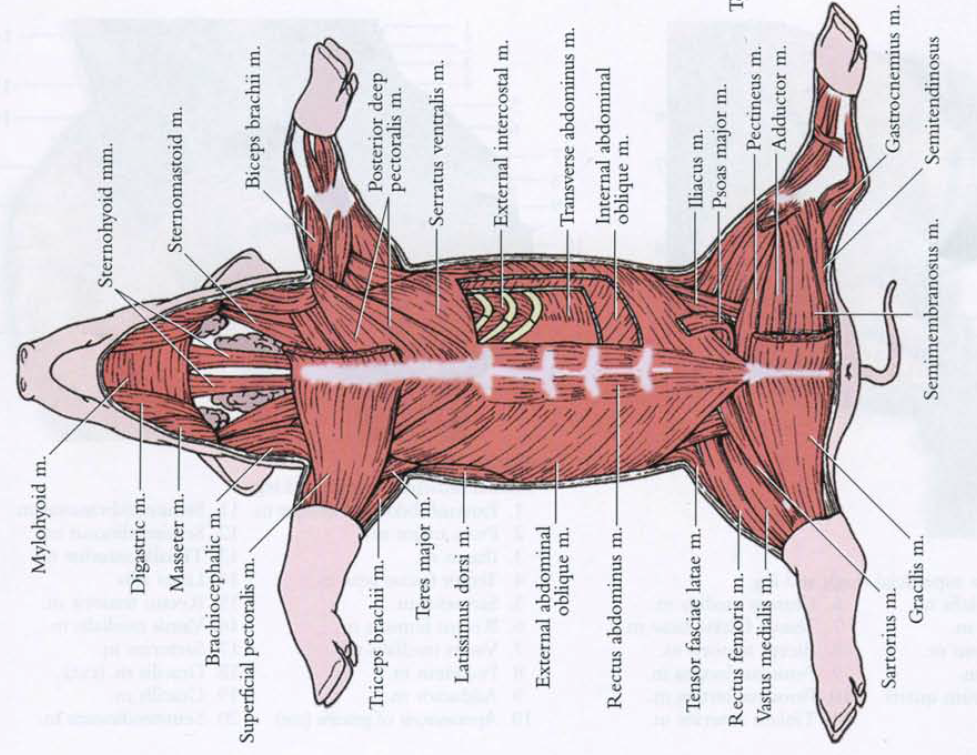 Mylohyoid m.
Digastric m.
Masseter m.
Brachiocephalic m.
Superficial pectoralis m.
Triceps brachii m.
Teres major m.
Latissimus dorsi m.
External abdominal
oblique m.
Rectus abdominus m.
Tensor fasciae latae m.
Rectus femoris m.
Vastus medialis m.
Sartorius m.
Gracilis m.
Sternohyoid mm.
Sternomastoid m.
Biceps brachii m.
Posterior deep
pectoralis m.
Serratus ventralis m.
External intercostal m.
Transverse abdominus m.
Internal abdominal
oblique m.
Iliacus m.
Psoas major m.
Pectineus m.
Adductor m.
Gastrocnemius m.
Semitendinosus
Semimembranosus m.